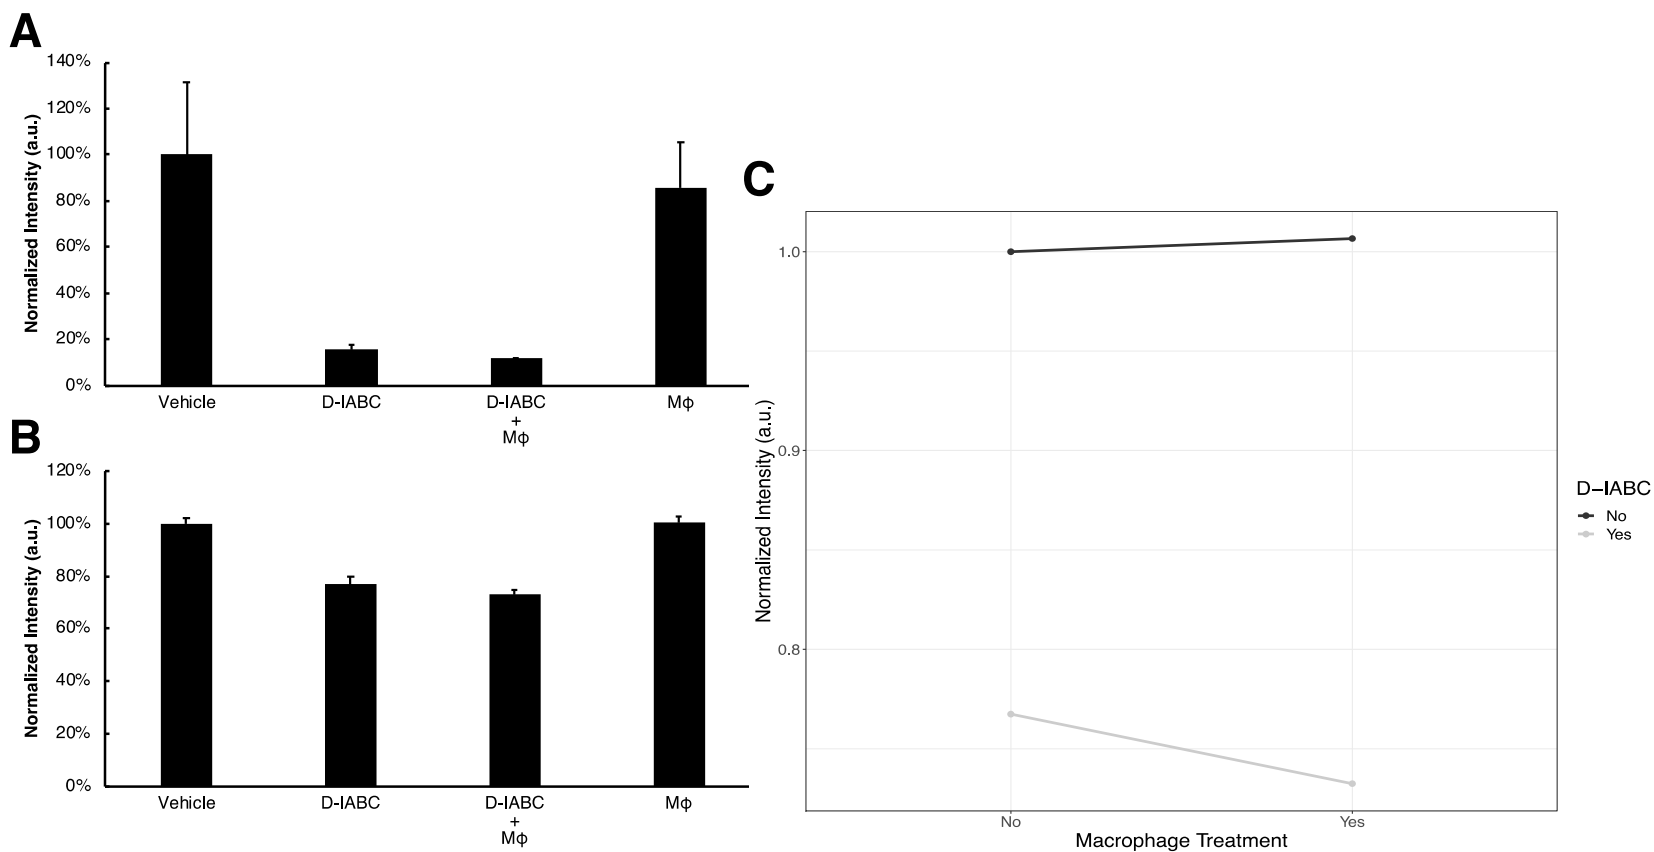 A
140%
120%
100%
80%
60%
40%
20%
0%
Normalized Intensity (a.u.)
Vehicle
D-IABC
D-IABC
+
Mϕ
Mϕ
B
120%
100%
80%
60%
40%
20%
0%
Normalized Intensity (a.u.)
Vehicle
D-IABC
D-IABC
+
Mϕ
Mϕ
C
1.0
0.9
0.8
Normalized Intensity (a.u.)
No
Yes
Macrophage Treatment
D–IABC
No
Yes